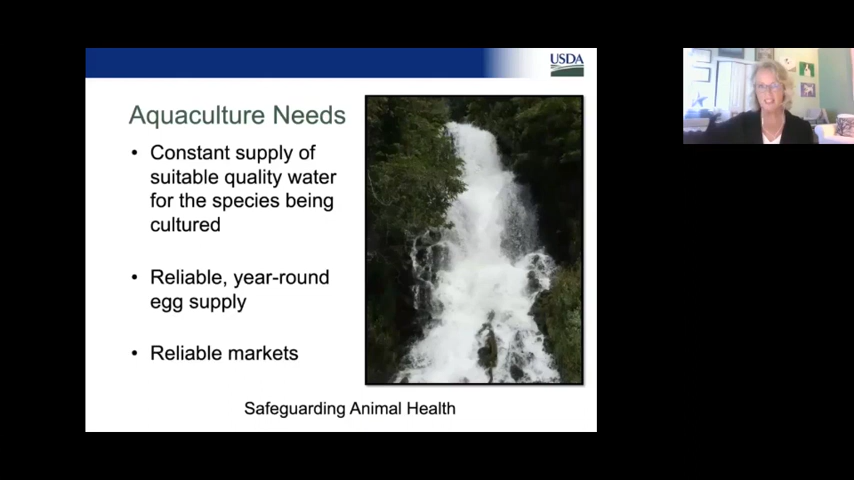 USDA
Aquaculture Needs
• Constant supply of
suitable quality water
for the species being
cultured
• Reliable, year-round
egg supply
• Reliable markets
Safeguarding Animal Health